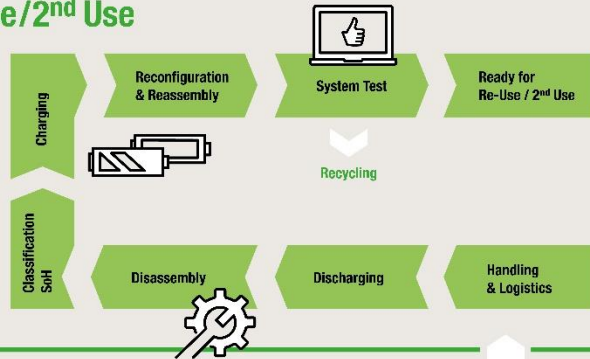 e/2nd Use
Charging
Reconfiguration
& Reassembly
System Test
Ready for
Re-Use / 2nd Use
Recycling
Classification
SoH
Disassembly
Discharging
Handling
& Logistics